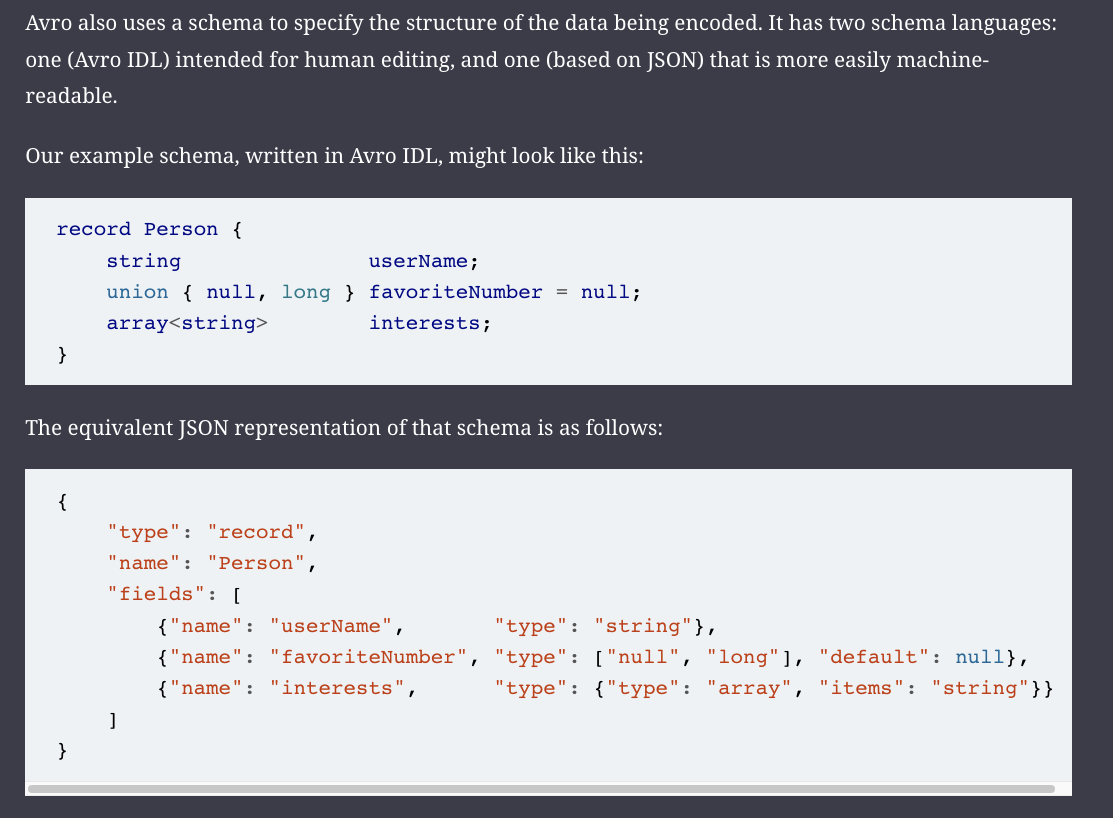 Avro also uses a schema to specify the structure of the data being encoded. It has two schema languages:
one (Avro IDL) intended for human editing, and one (based on JSON) that is more easily machine-
readable.
Our example schema, written in Avro IDL, might look like this:
record Person {
    string               userName;
    union { null, long } favoriteNumber = null;
    array<string>        interests;
}
The equivalent JSON representation of that schema is as follows:
{
    "type": "record",
    "name": "Person",
    "fields": [
        {"name": "userName",       "type": "string"},
        {"name": "favoriteNumber", "type": ["null", "long"], "default": null},
        {"name": "interests",      "type": {"type": "array", "items": "string"}}
    ]
}